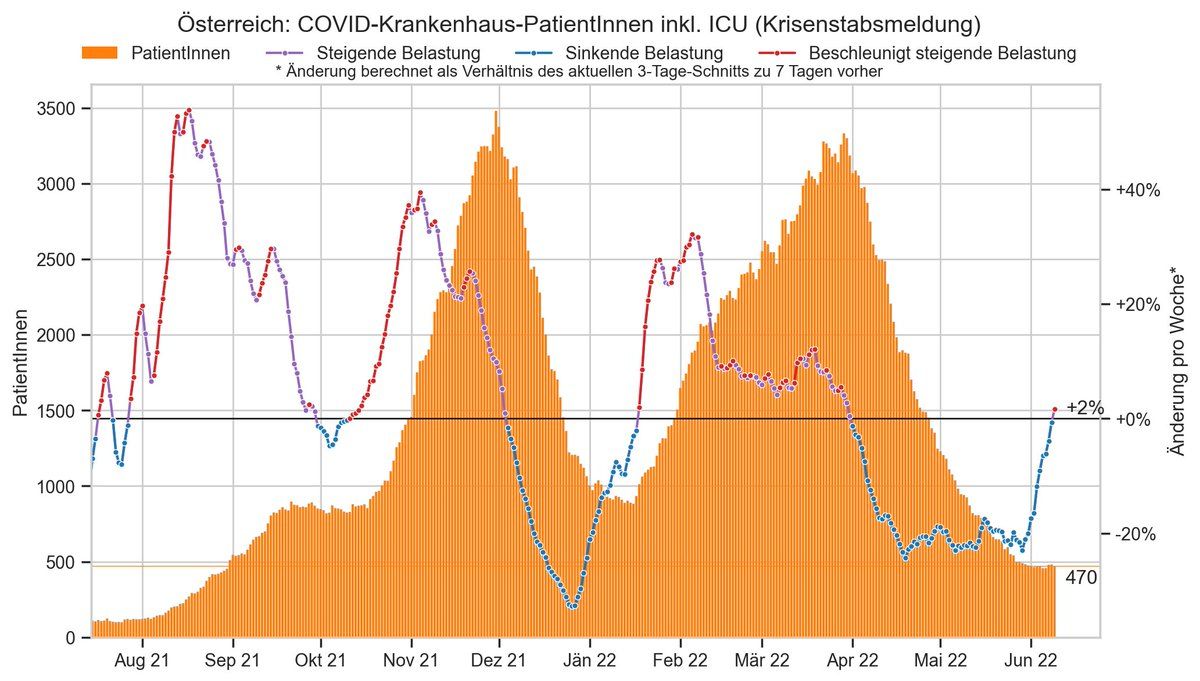 Österreich: COVID-Krankenhaus-PatientInnen inkl. ICU (Krisenstabsmeldung)
PatientInnen Steigende Belastung Sinkende Belastung Beschleunigt steigende Belastung
* Änderung berechnet als Verhältnis des aktuellen 3-Tage-Schnitts zu 7 Tagen vorher
PatientInnen
3500
3000
2500
2000
1500
1000
500
0
+40%
+20%
+2%
+0%
-20%
470
Änderung pro Woche*
Aug 21 Sep 21 Okt 21 Nov 21 Dez 21 Jän 22 Feb 22 Mär 22 Apr 22 Mai 22 Jun 22